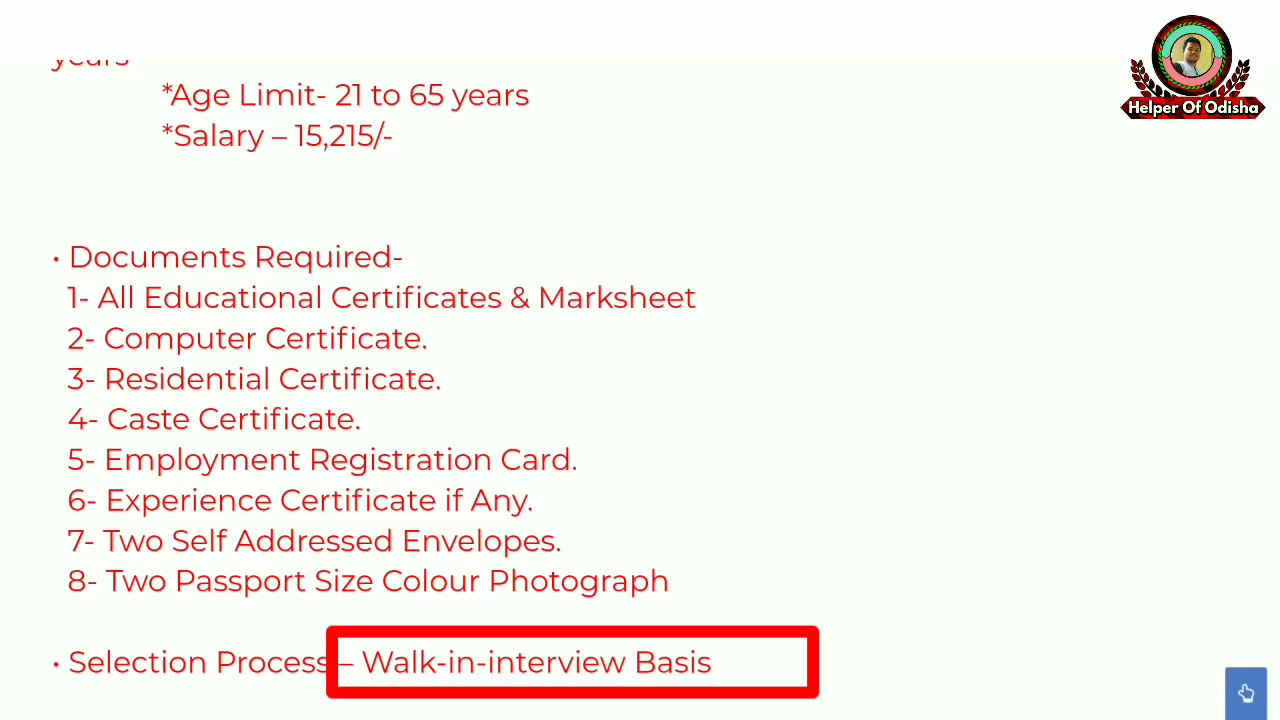 years
*Age Limit- 21 to 65 years
*Salary – 15,215/-
• Documents Required-
1- All Educational Certificates & Marksheet
2- Computer Certificate.
3- Residential Certificate.
4- Caste Certificate.
5- Employment Registration Card.
6- Experience Certificate if Any.
7- Two Self Addressed Envelopes.
8- Two Passport Size Colour Photograph
• Selection Process – Walk-in-interview Basis
Helper Of Odisha